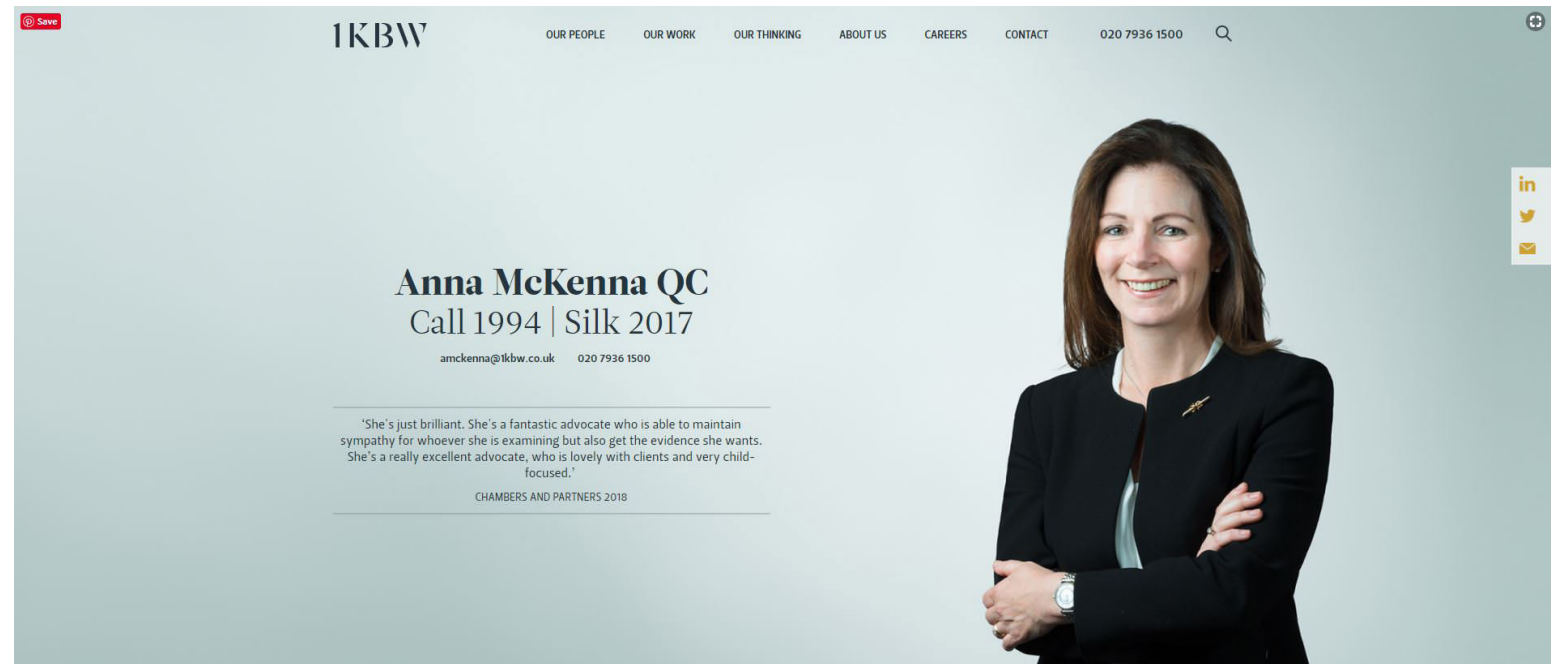 Save
1KBW
OUR PEOPLE OUR WORK OUR THINKING ABOUT US CAREERS CONTACT 020 7936 1500
in
Anna McKenna QC
Call 1994 | Silk 2017
amckenna@1kbw.co.uk 020 7936 1500
‘She’s just brilliant. She’s a fantastic advocate who is able to maintain
sympathy for whoever she is examining but also get the evidence she wants.
She’s a really excellent advocate, who is lovely with clients and very child-
focused.’
CHAMBERS AND PARTNERS 2018